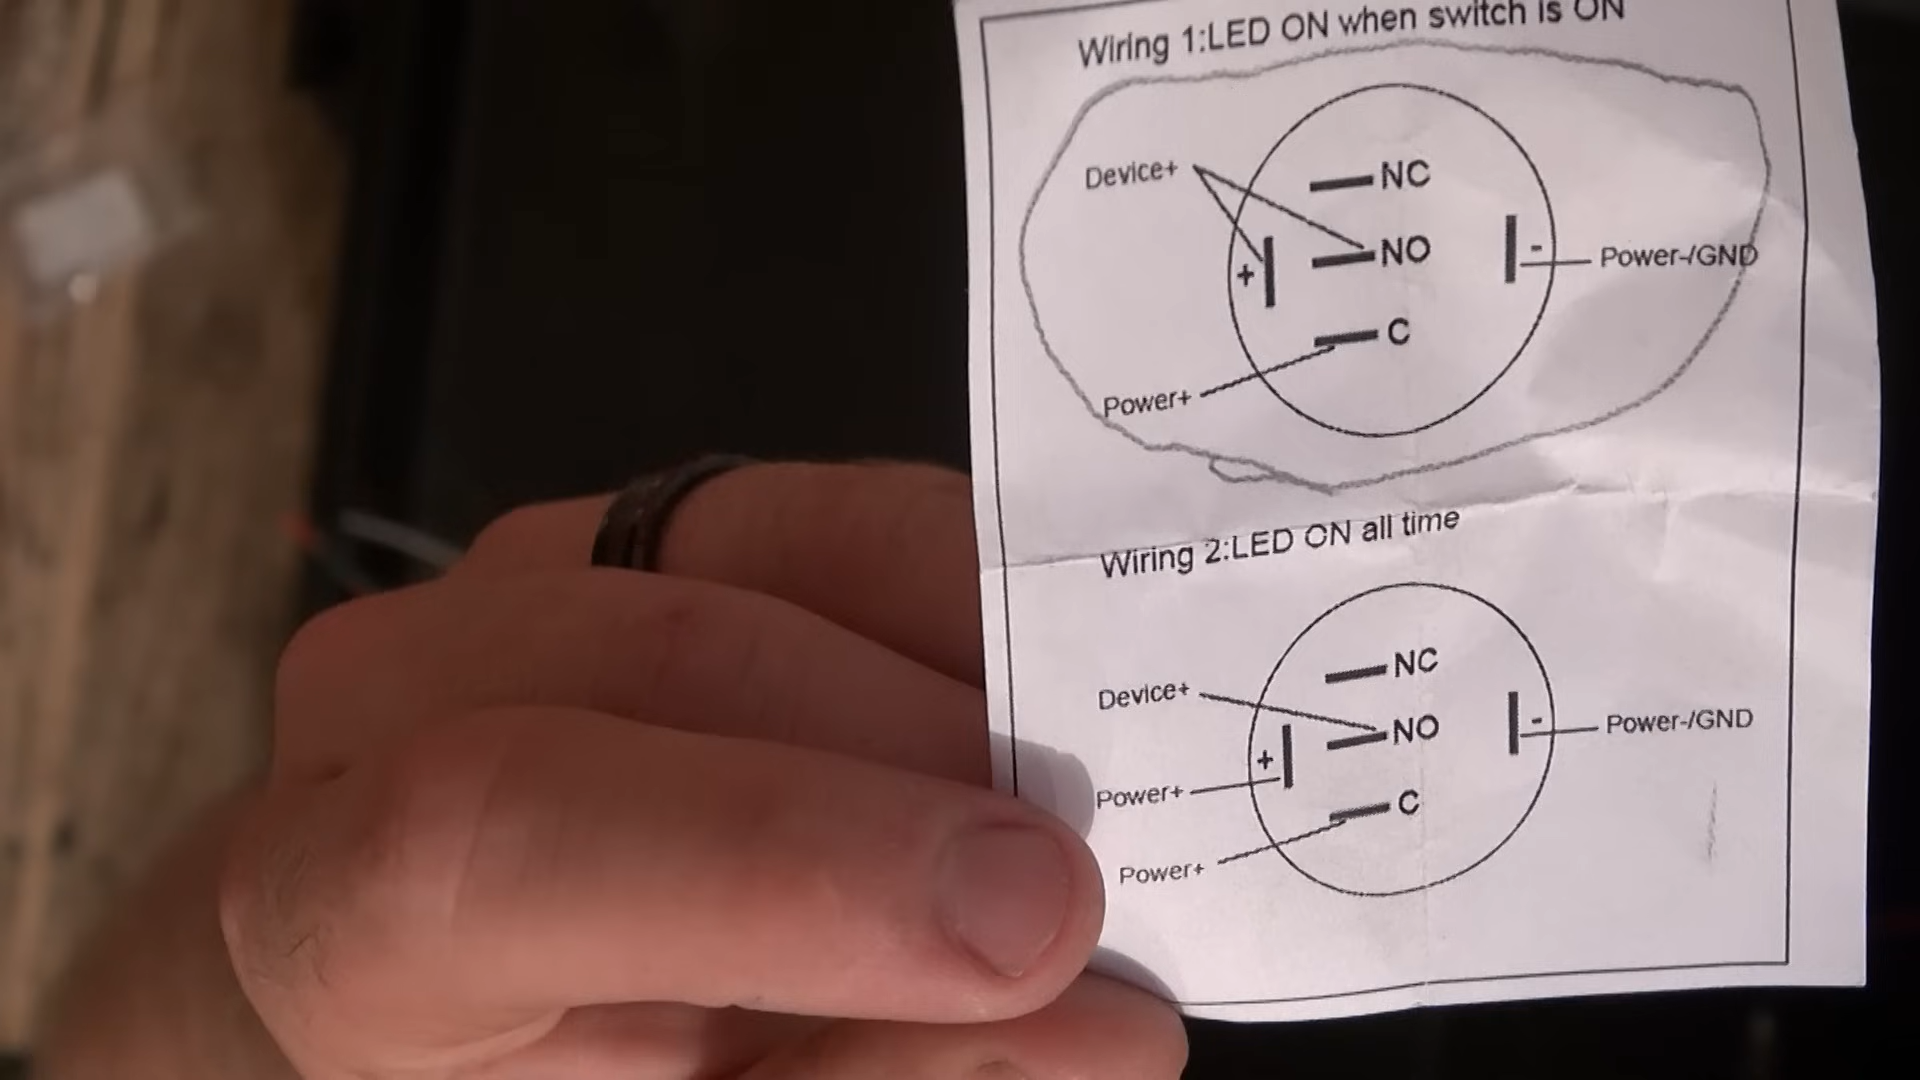 Wiring 1:LED ON when switch is ON
Device+
NC
NO
+
-
Power-/GND
C
Power+
Wiring 2:LED ON all time
NC
Device+
NO
-
Power-/GND
+
Power+
C
Power+